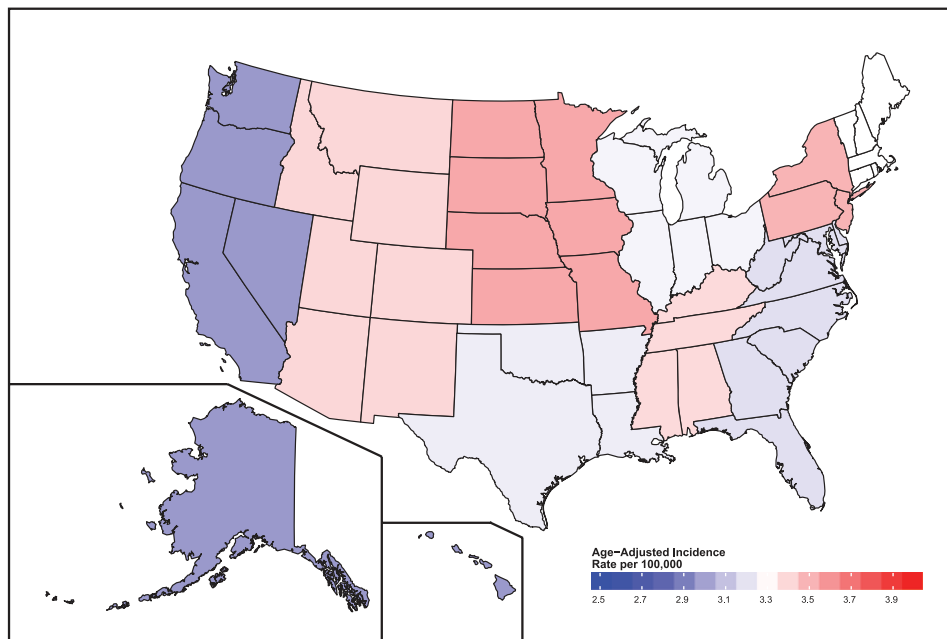 Age−Adjusted Incidence
Rate per 100,000
2.5 2.7 2.9 3.1 3.3 3.5 3.7 3.9